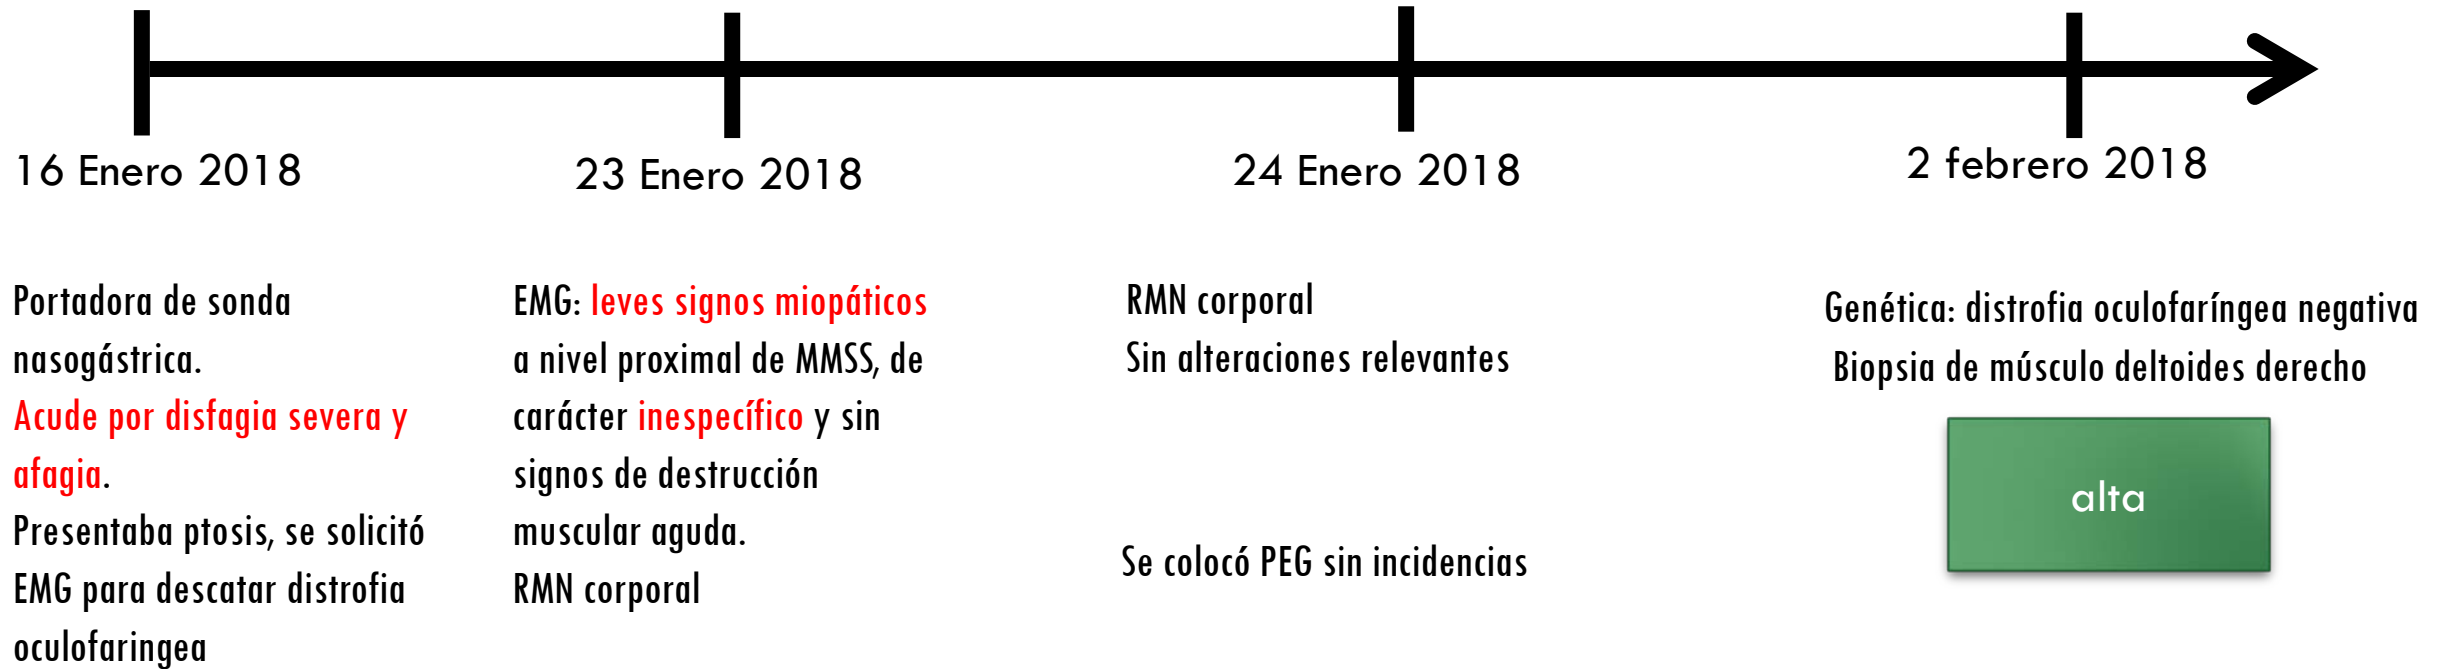 16 Enero 2018
23 Enero 2018
24 Enero 2018
2 febrero 2018
Portadora de sonda
nasogástrica.
Acude por disfagia severa y
afagia.
Presentaba ptosis, se solicitó
EMG para descatar distrofia
oculofaringea
EMG: leves signos miopáticos
a nivel proximal de MMSS, de
carácter inespecífico y sin
signos de destrucción
muscular aguda.
RMN corporal
RMN corporal
Sin alteraciones relevantes
Se colocó PEG sin incidencias
Genética: distrofia oculofaríngea negativa
Biopsia de músculo deltoides derecho
alta